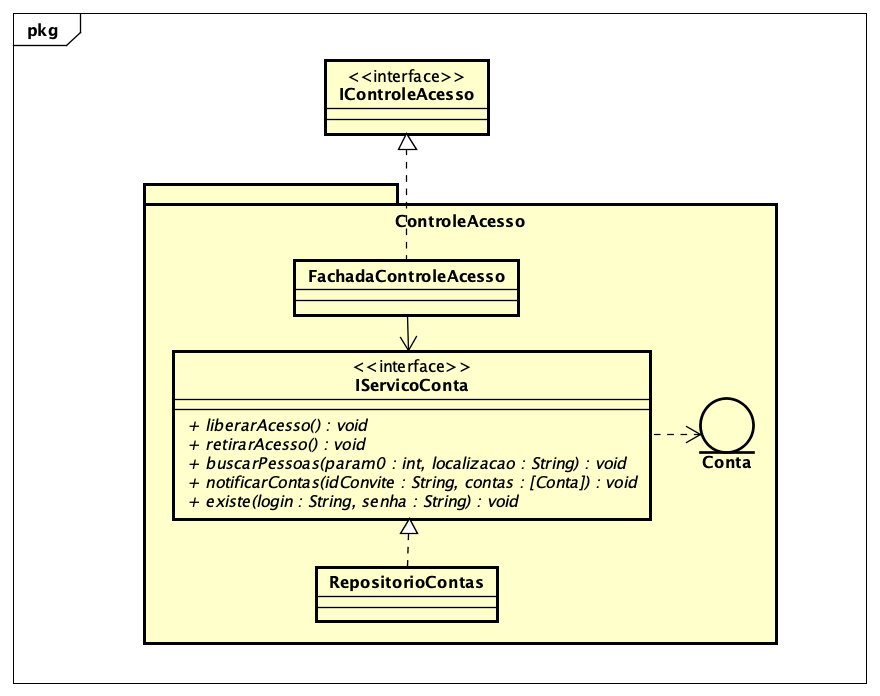 pkg
<<interface>>
IControleAcesso
ControleAcesso
FachadaControleAcesso
<<interface>>
IServicoConta
+ liberarAcesso() : void
+ retirarAcesso() : void
+ buscarPessoas(param0 : int, localizacao : String) : void
+ notificarContas(idConvite : String, contas : [Conta]) : void
+ existe(login : String, senha : String) : void
Conta
RepositorioContas